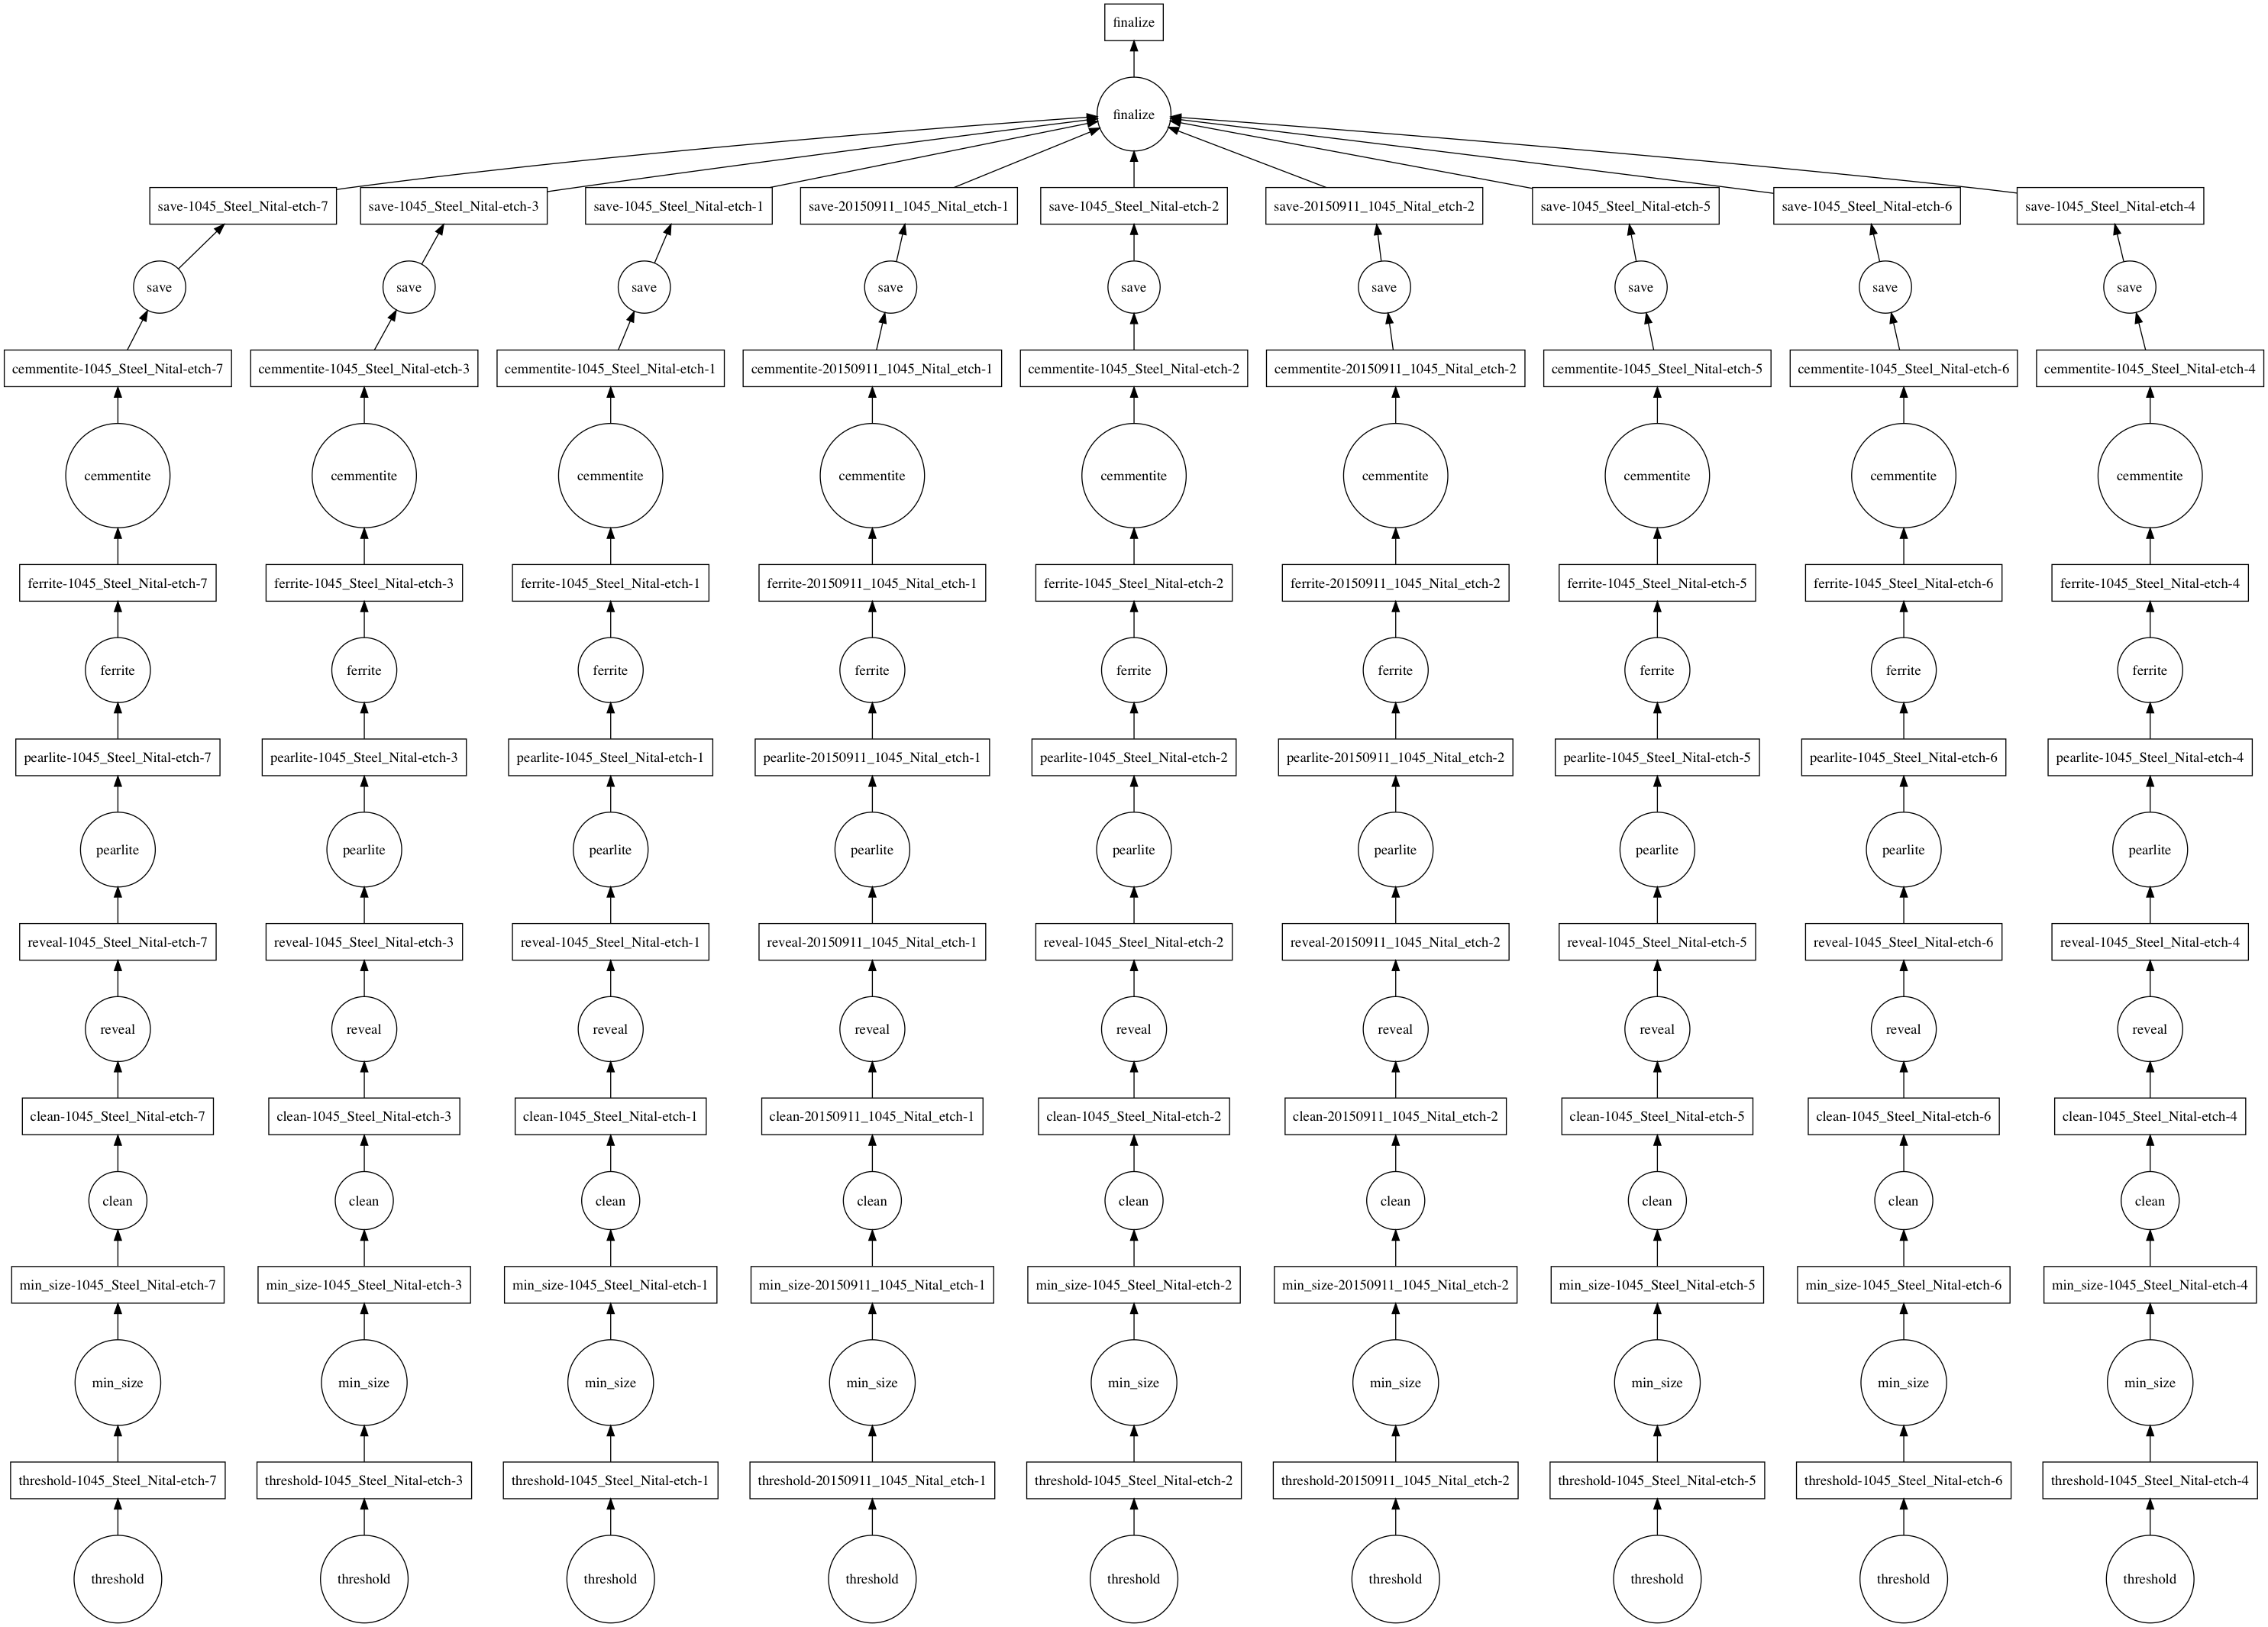 finalize
finalize
save-1045_Steel_Nital-etch-7 save-1045_Steel_Nital-etch-3 save-1045_Steel_Nital-etch-1 save-20150911_1045_Nital_etch-1 save-1045_Steel_Nital-etch-2 save-20150911_1045_Nital_etch-2 save-1045_Steel_Nital-etch-5 save-1045_Steel_Nital-etch-6 save-1045_Steel_Nital-etch-4
save save save save save save save save save
cemmentite-1045_Steel_Nital-etch-7 cemmentite-1045_Steel_Nital-etch-3 cemmentite-1045_Steel_Nital-etch-1 cemmentite-20150911_1045_Nital_etch-1 cemmentite-1045_Steel_Nital-etch-2 cemmentite-20150911_1045_Nital_etch-2 cemmentite-1045_Steel_Nital-etch-5 cemmentite-1045_Steel_Nital-etch-6 cemmentite-1045_Steel_Nital-etch-4
cemmentite cemmentite cemmentite cemmentite cemmentite cemmentite cemmentite cemmentite cemmentite
ferrite-1045_Steel_Nital-etch-7 ferrite-1045_Steel_Nital-etch-3 ferrite-1045_Steel_Nital-etch-1 ferrite-20150911_1045_Nital_etch-1 ferrite-1045_Steel_Nital-etch-2 ferrite-20150911_1045_Nital_etch-2 ferrite-1045_Steel_Nital-etch-5 ferrite-1045_Steel_Nital-etch-6 ferrite-1045_Steel_Nital-etch-4
ferrite ferrite ferrite ferrite ferrite ferrite ferrite ferrite ferrite
pearlite-1045_Steel_Nital-etch-7 pearlite-1045_Steel_Nital-etch-3 pearlite-1045_Steel_Nital-etch-1 pearlite-20150911_1045_Nital_etch-1 pearlite-1045_Steel_Nital-etch-2 pearlite-20150911_1045_Nital_etch-2 pearlite-1045_Steel_Nital-etch-5 pearlite-1045_Steel_Nital-etch-6 pearlite-1045_Steel_Nital-etch-4
pearlite pearlite pearlite pearlite pearlite pearlite pearlite pearlite pearlite
reveal-1045_Steel_Nital-etch-7 reveal-1045_Steel_Nital-etch-3 reveal-1045_Steel_Nital-etch-1 reveal-20150911_1045_Nital_etch-1 reveal-1045_Steel_Nital-etch-2 reveal-20150911_1045_Nital_etch-2 reveal-1045_Steel_Nital-etch-5 reveal-1045_Steel_Nital-etch-6 reveal-1045_Steel_Nital-etch-4
reveal reveal reveal reveal reveal reveal reveal reveal reveal
clean-1045_Steel_Nital-etch-7 clean-1045_Steel_Nital-etch-3 clean-1045_Steel_Nital-etch-1 clean-20150911_1045_Nital_etch-1 clean-1045_Steel_Nital-etch-2 clean-20150911_1045_Nital_etch-2 clean-1045_Steel_Nital-etch-5 clean-1045_Steel_Nital-etch-6 clean-1045_Steel_Nital-etch-4
clean clean clean clean clean clean clean clean clean
min_size-1045_Steel_Nital-etch-7 min_size-1045_Steel_Nital-etch-3 min_size-1045_Steel_Nital-etch-1 min_size-20150911_1045_Nital_etch-1 min_size-1045_Steel_Nital-etch-2 min_size-20150911_1045_Nital_etch-2 min_size-1045_Steel_Nital-etch-5 min_size-1045_Steel_Nital-etch-6 min_size-1045_Steel_Nital-etch-4
min_size min_size min_size min_size min_size min_size min_size min_size min_size
threshold-1045_Steel_Nital-etch-7 threshold-1045_Steel_Nital-etch-3 threshold-1045_Steel_Nital-etch-1 threshold-20150911_1045_Nital_etch-1 threshold-1045_Steel_Nital-etch-2 threshold-20150911_1045_Nital_etch-2 threshold-1045_Steel_Nital-etch-5 threshold-1045_Steel_Nital-etch-6 threshold-1045_Steel_Nital-etch-4
threshold threshold threshold threshold threshold threshold threshold threshold threshold